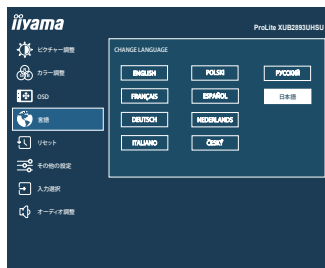 iiyama
ProLite XUB2893UHSU
ピクチャー調整
カラー調整
OSD
言語
リセット
その他の設定
入力選択
オーディオ調整
CHANGE LANGUAGE
ENGLISH
POLSKI
РУССКИЙ
FRANÇAIS
ESPAÑOL
日本語
DEUTSCH
NEDERLANDS
ITALIANO
ČESKÝ